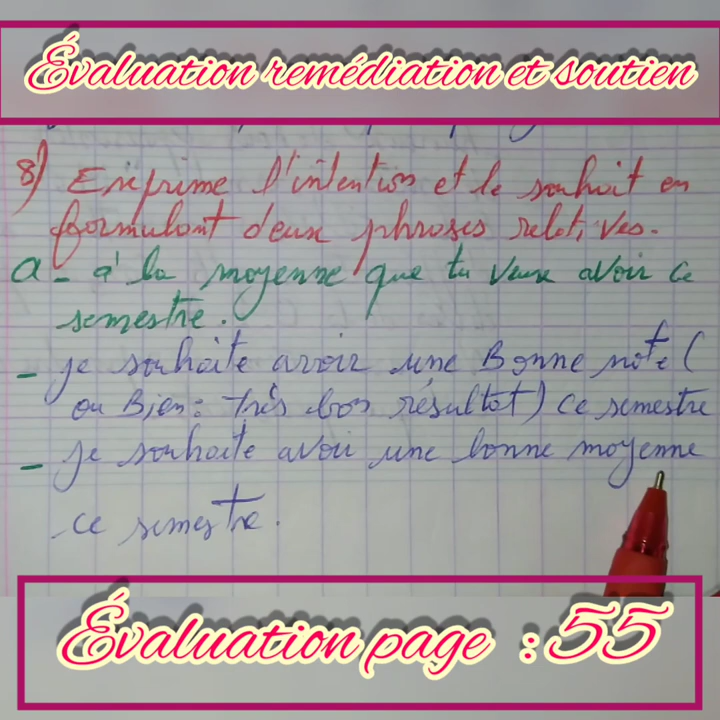 Évaluation remédiation et soutien
8) Exprime l'intention et le souhait en
formulant deux phrases relatives.
a - à la moyenne que tu veux avoir ce
semestre.
- je souhaite avoir une Bonne note (
ou Bien: très bon résultat) ce semestre
- je souhaite avoir une bonne moyenne
ce semestre.
Évaluation page : 55